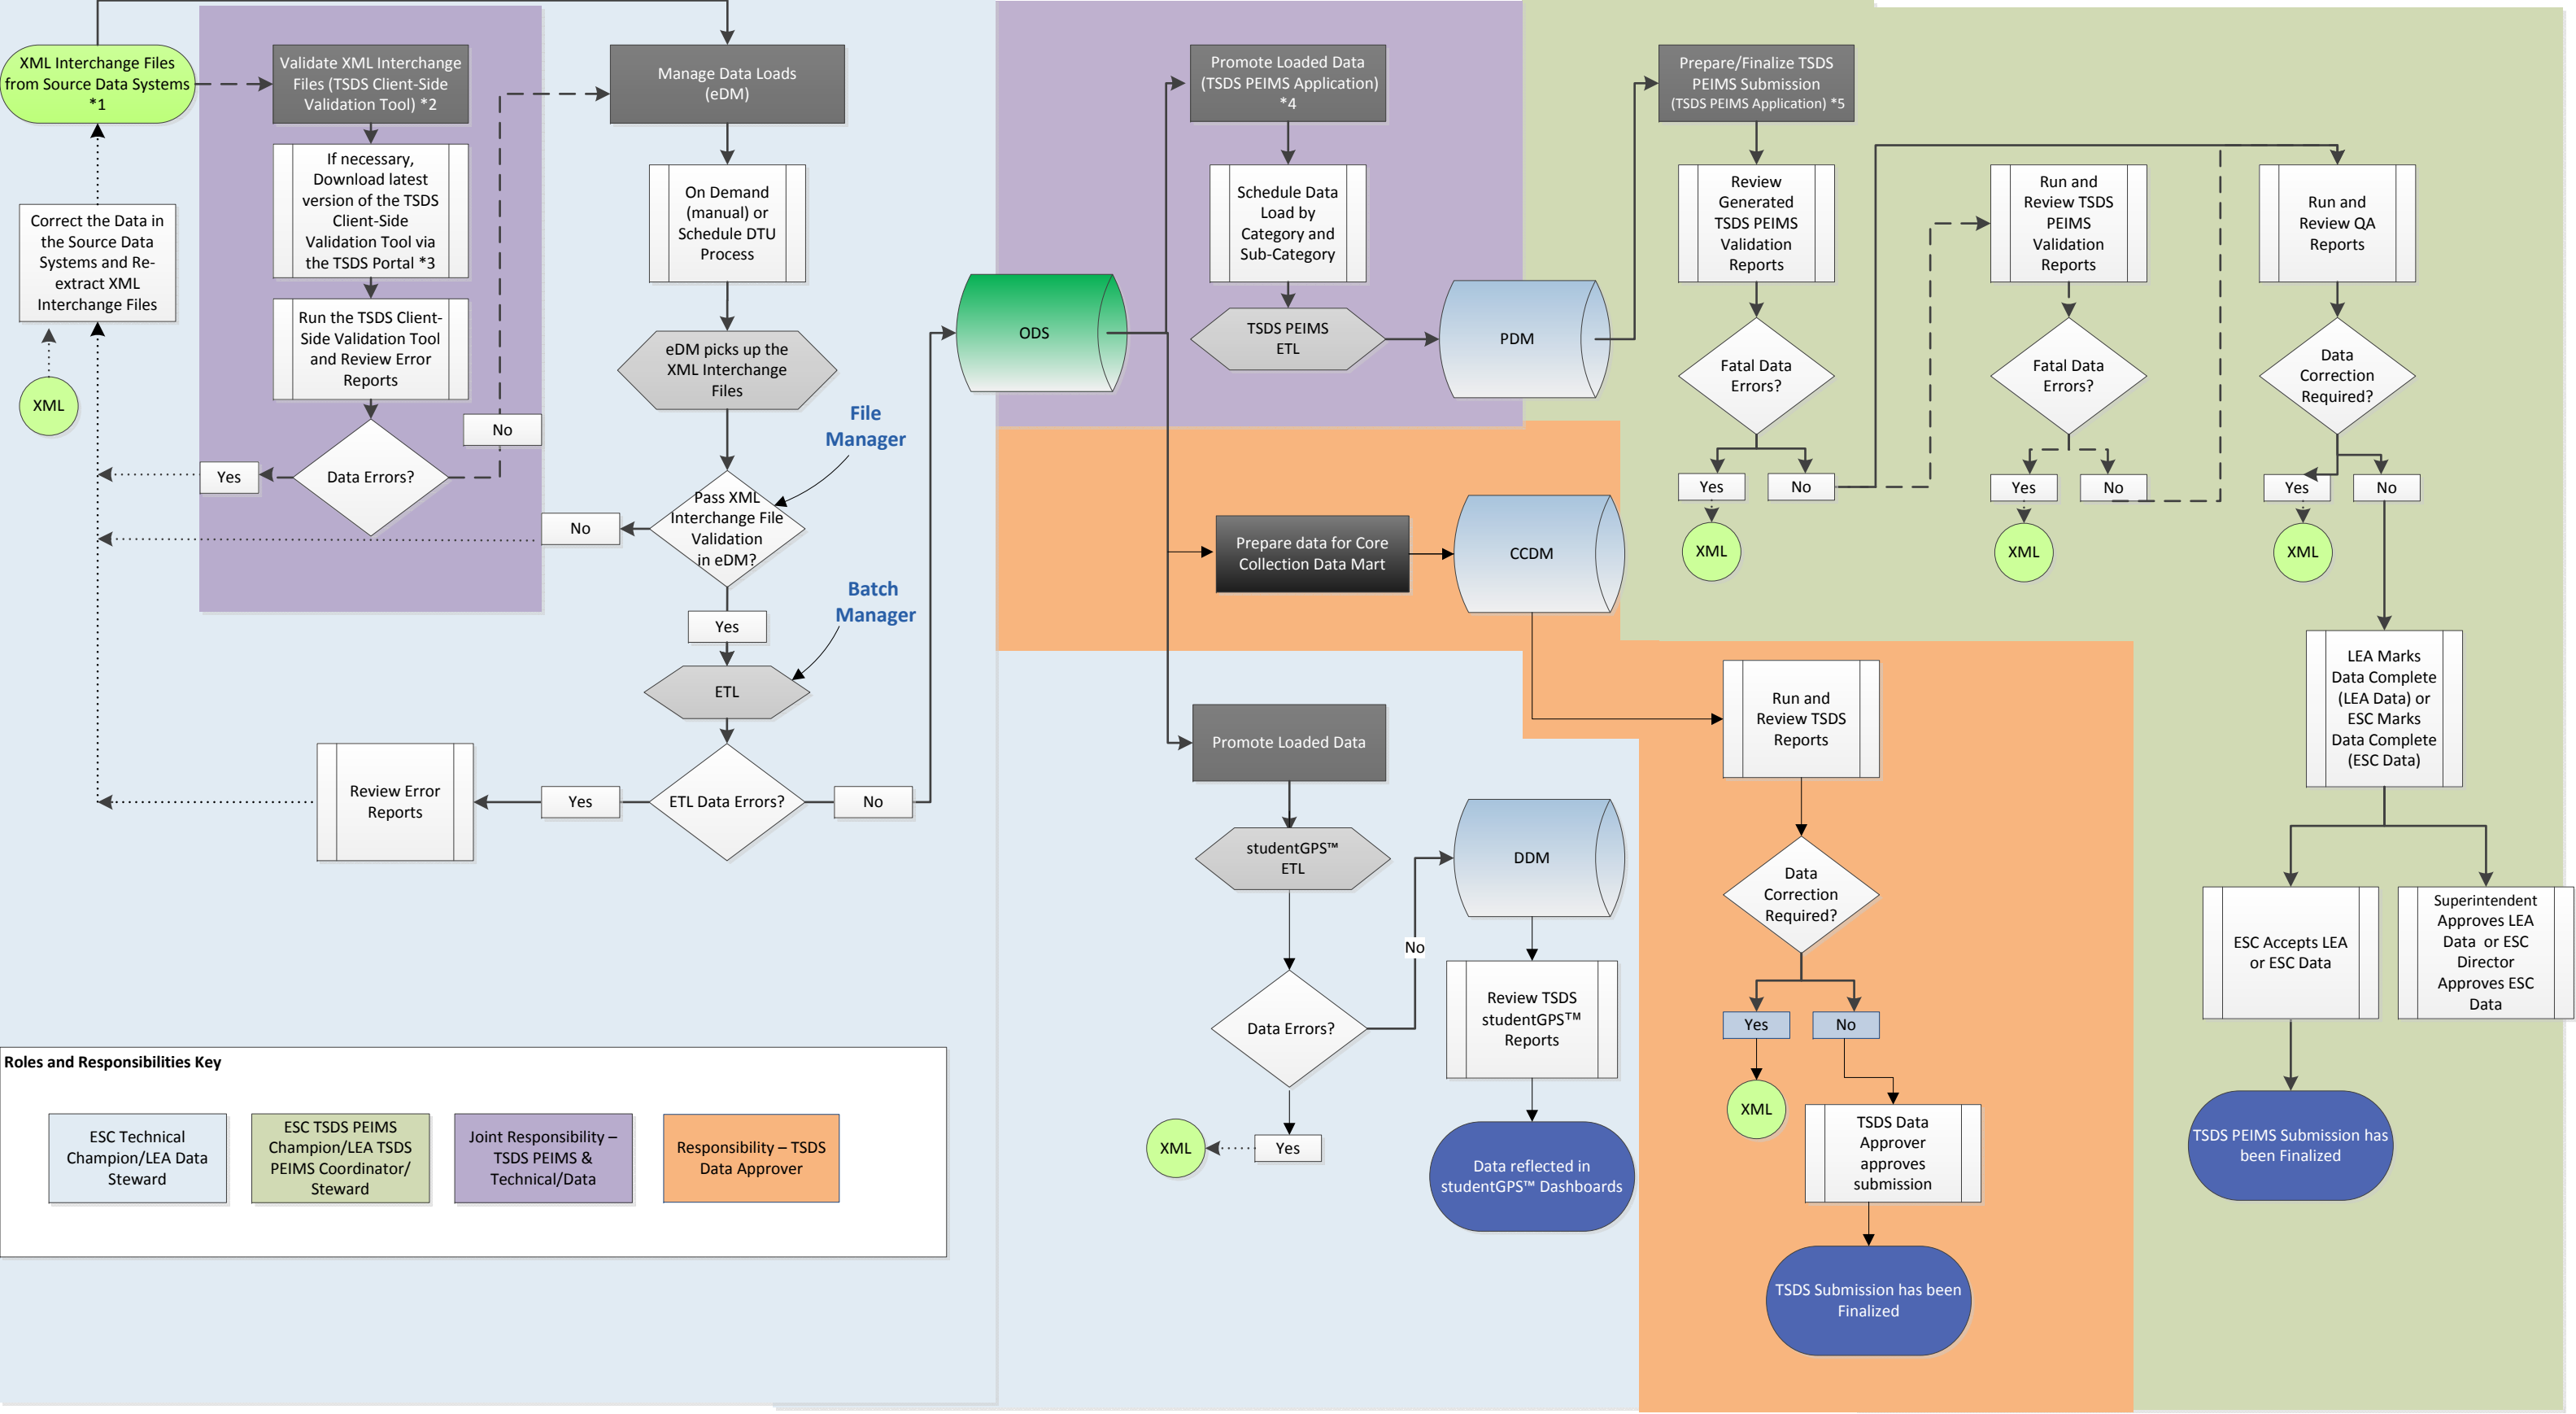 XML Interchange Files
from Source Data Systems
*1
Validate XML Interchange
Files (TSDS Client-Side
Validation Tool) *2
If necessary,
Download latest
version of the TSDS
Client-Side
Validation Tool via
the TSDS Portal *3
Run the TSDS Client-
Side Validation Tool
and Review Error
Reports
Data Errors?
Yes
No
Correct the Data in
the Source Data
Systems and Re-
extract XML
Interchange Files
XML
Manage Data Loads
(eDM)
On Demand
(manual) or
Schedule DTU
Process
eDM picks up the
XML Interchange
Files
File
Manager
Pass XML
Interchange File
Validation
in eDM?
No
Yes
Batch
Manager
ETL
ETL Data Errors?
Yes
No
Review Error
Reports
ODS
Promote Loaded Data
(TSDS PEIMS Application)
*4
Schedule Data
Load by
Category and
Sub-Category
TSDS PEIMS
ETL
PDM
Prepare data for Core
Collection Data Mart
CCDM
Promote Loaded Data
studentGPS™
ETL
Data Errors?
No
Yes
XML
DDM
Review TSDS
studentGPS™
Reports
Data reflected in
studentGPS™ Dashboards
Prepare/Finalize TSDS
PEIMS Submission
(TSDS PEIMS Application) *5
Review
Generated
TSDS PEIMS
Validation
Reports
Fatal Data
Errors?
Yes
No
XML
Run and
Review TSDS
PEIMS
Validation
Reports
Fatal Data
Errors?
Yes
No
XML
Run and
Review QA
Reports
Data
Correction
Required?
Yes
No
XML
LEA Marks
Data Complete
(LEA Data) or
ESC Marks
Data Complete
(ESC Data)
ESC Accepts LEA
or ESC Data
Superintendent
Approves LEA
Data or ESC
Director
Approves ESC
Data
TSDS PEIMS Submission has
been Finalized
Run and
Review TSDS
Reports
Data
Correction
Required?
Yes
No
XML
TSDS Data
Approver
approves
submission
TSDS Submission has been
Finalized
Roles and Responsibilities Key
ESC Technical
Champion/LEA Data
Steward
ESC TSDS PEIMS
Champion/LEA TSDS
PEIMS Coordinator/
Steward
Joint Responsibility –
TSDS PEIMS &
Technical/Data
Responsibility – TSDS
Data Approver